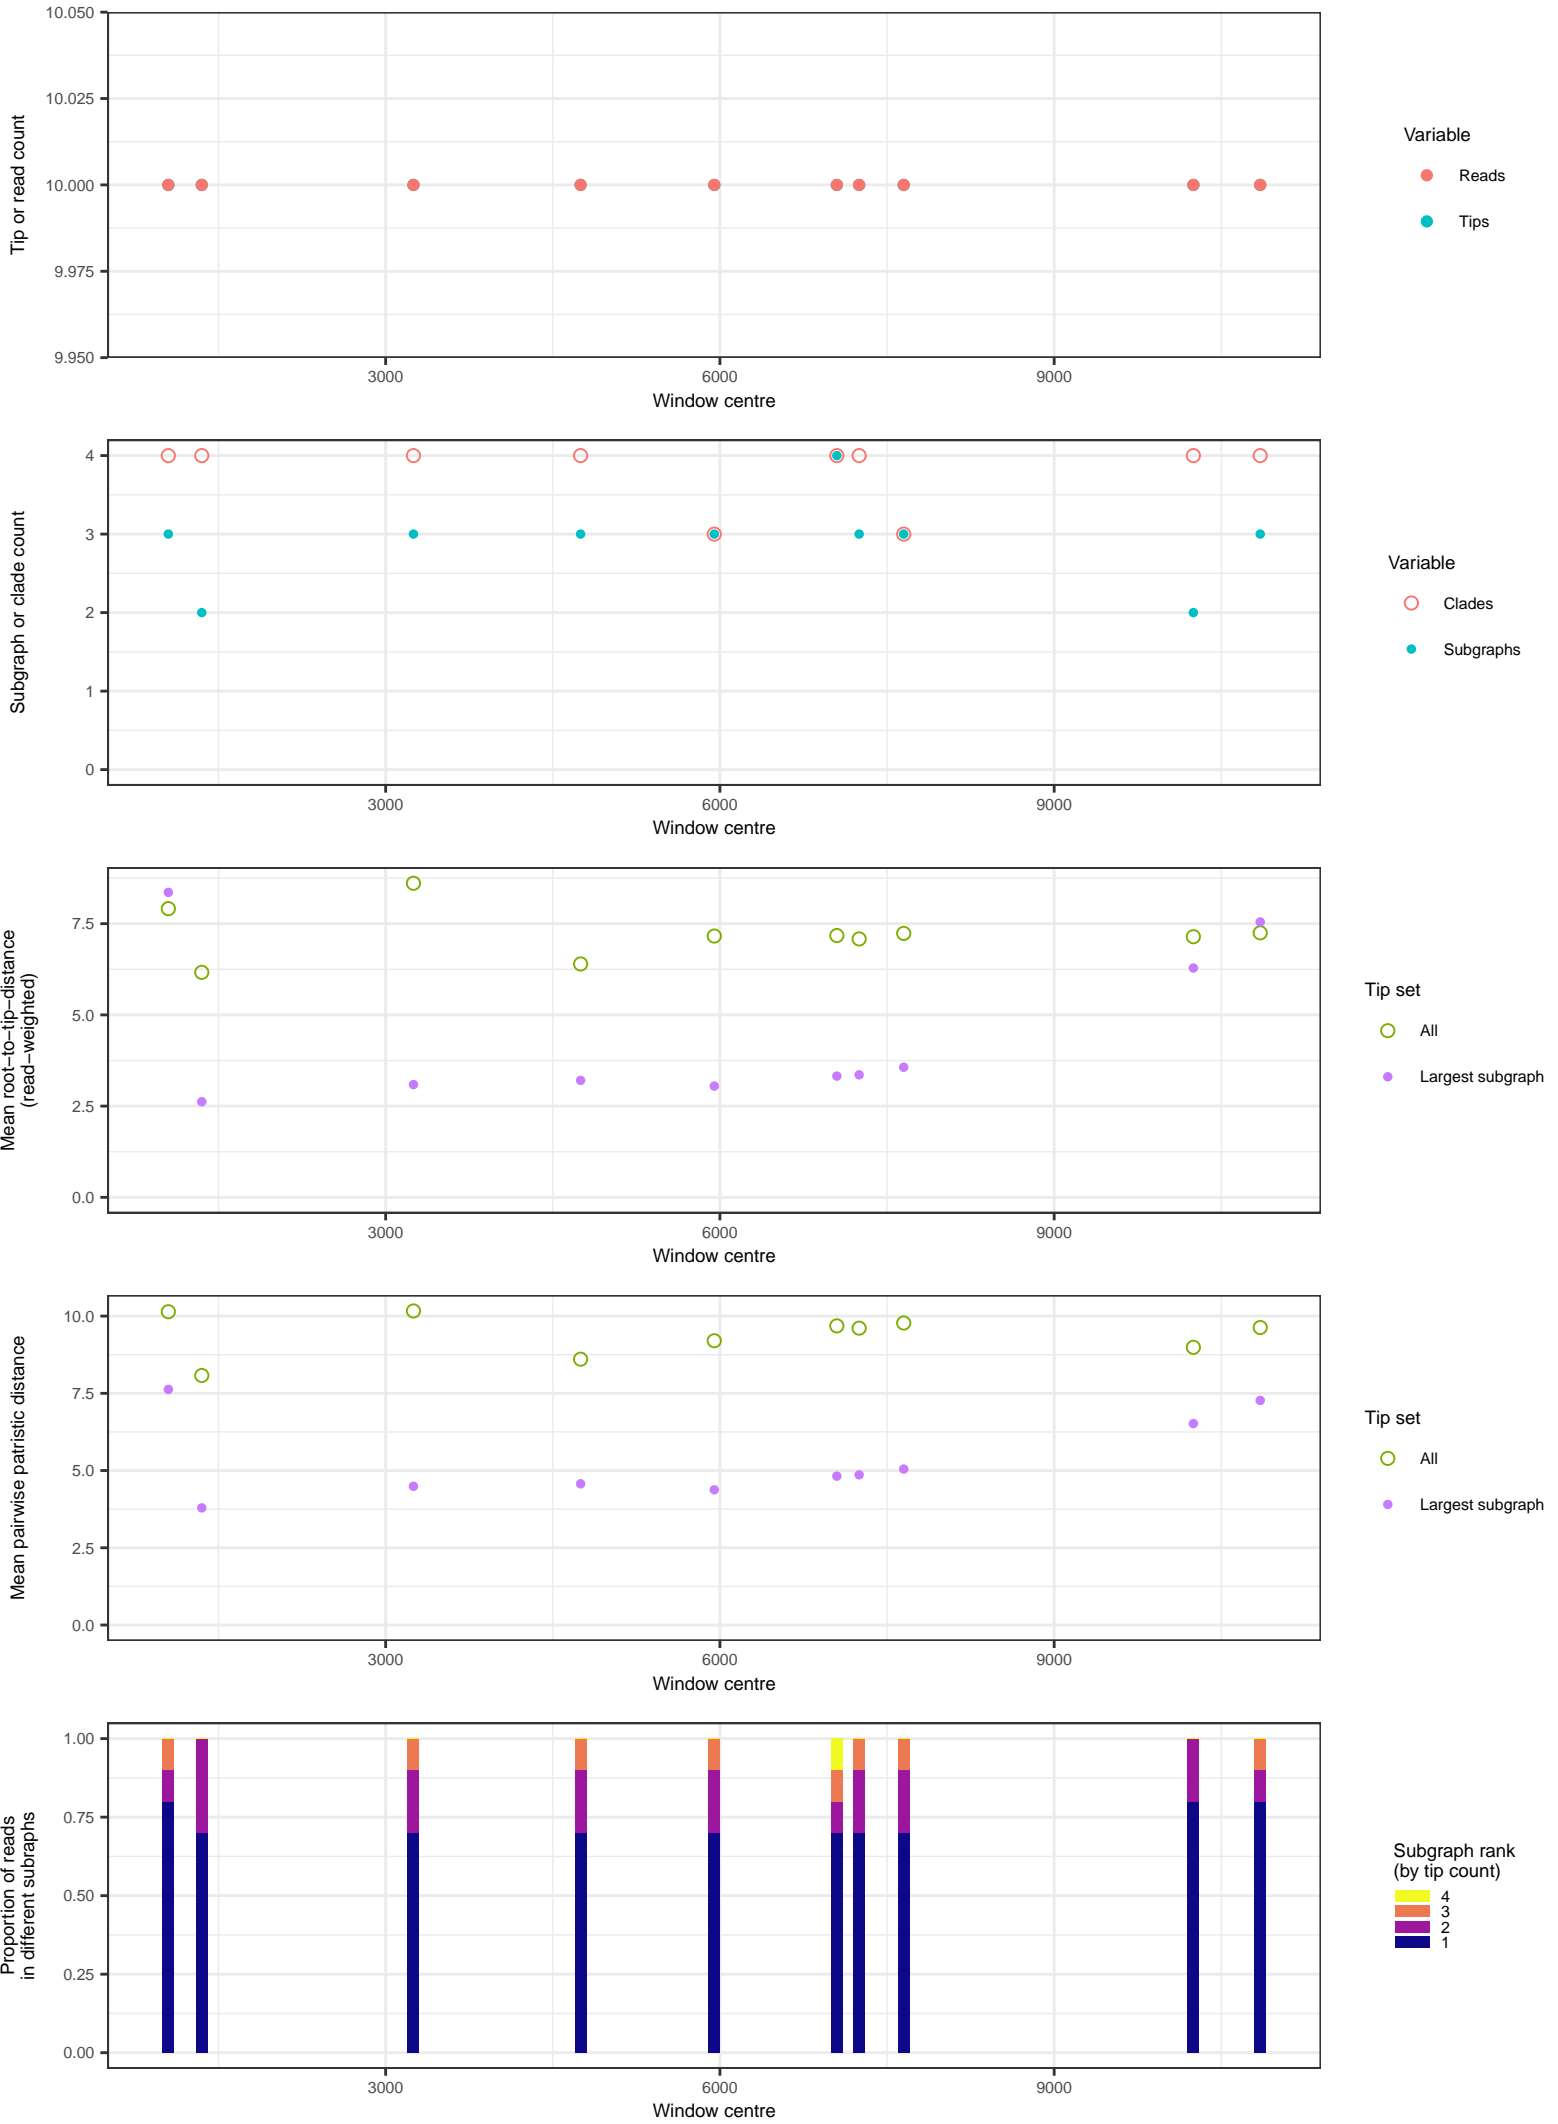 10.050
10.025
10.000
9.975
9.950
Tip or read count
3000 6000 9000
Window centre
Variable
Reads
Tips
4
3
2
1
0
Subgraph or clade count
3000 6000 9000
Window centre
Variable
Clades
Subgraphs
7.5
5.0
2.5
0.0
Mean root−to−tip−distance
(read−weighted)
3000 6000 9000
Window centre
Tip set
All
Largest subgraph
10.0
7.5
5.0
2.5
0.0
Mean pairwise patristic distance
3000 6000 9000
Window centre
Tip set
All
Largest subgraph
1.00
0.75
0.50
0.25
0.00
Proportion of reads
in different subraphs
3000 6000 9000
Window centre
Subgraph rank
(by tip count)
4
3
2
1